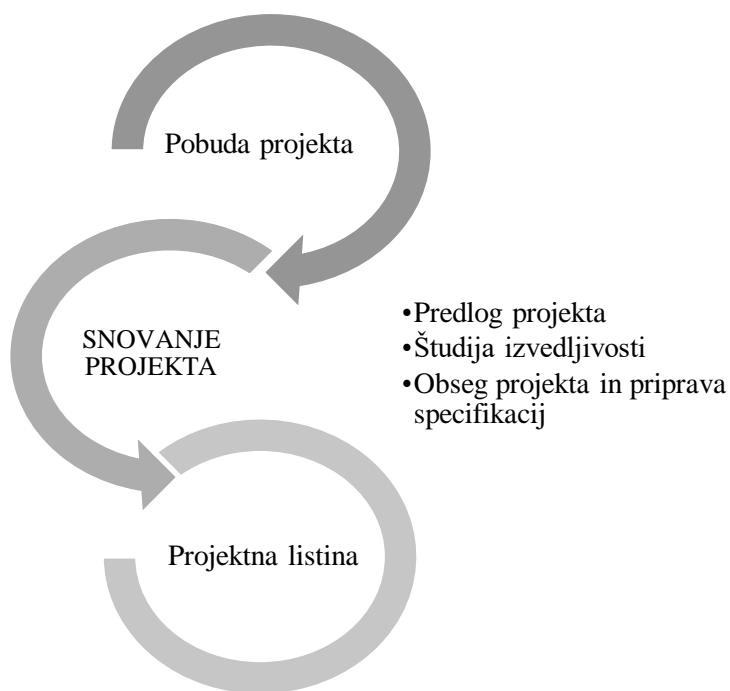 Pobuda projekta
SNOVANJE
PROJEKTA
•Predlog projekta
•Študija izvedljivosti
•Obseg projekta in priprava
specifikacij
Projektna listina